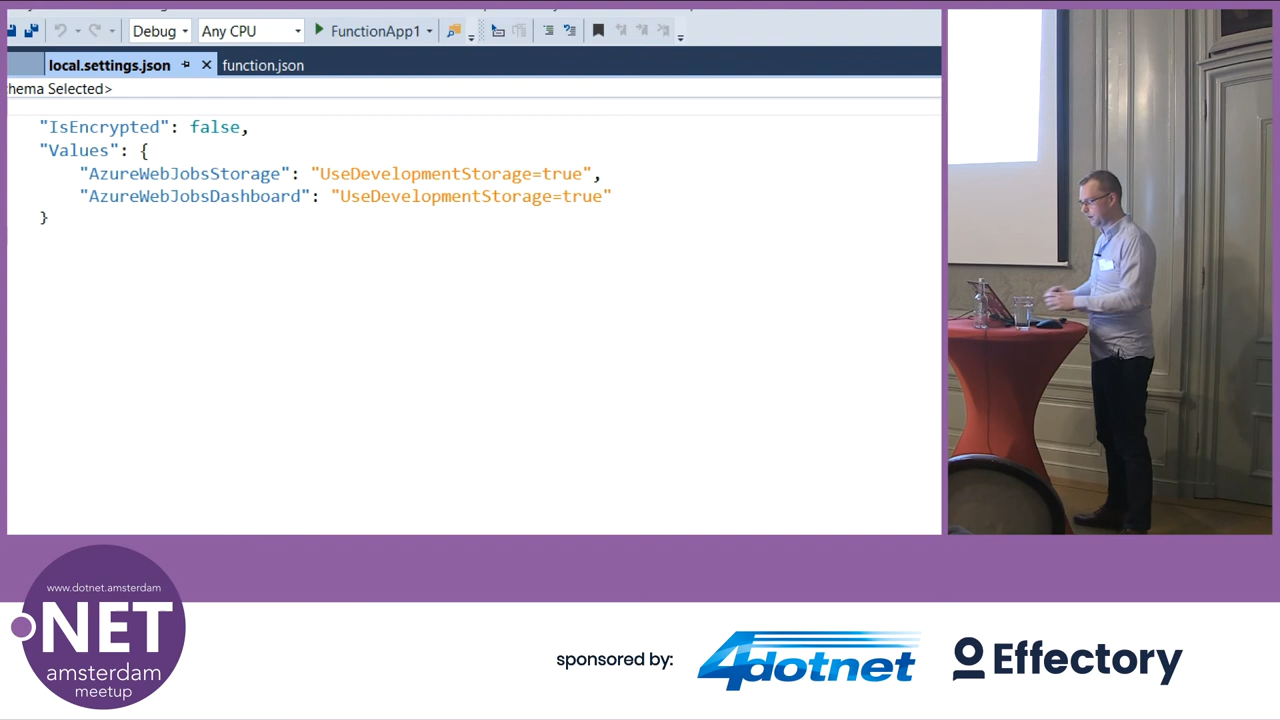 Debug
Any CPU
FunctionApp1
local.settings.json
function.json
hema Selected>
"IsEncrypted": false,
"Values": {
"AzureWebJobsStorage": "UseDevelopmentStorage=true",
"AzureWebJobsDashboard": "UseDevelopmentStorage=true"
}
www.dotnet.amsterdam
.NET
amsterdam
meetup
sponsored by:
4dotnet
Effectory